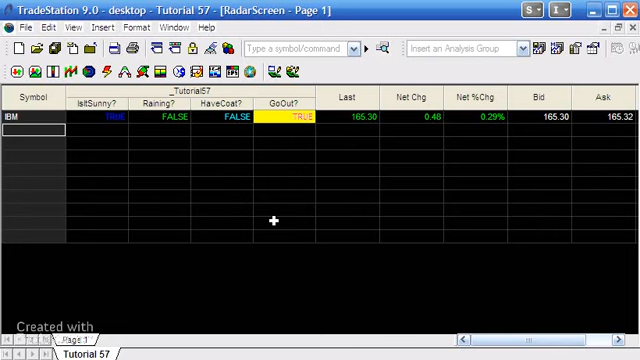 TradeStation 9.0 - desktop - Tutorial 57 - [RadarScreen - Page 1]
S
I
File Edit View Insert Format Window Help
Type a symbol/command
Insert an Analysis Group
Symbol _Tutorial57 Last Net Chg Net %Chg Bid Ask
IsItSunny? Raining? HaveCoat? GoOut?
IBM TRUE FALSE FALSE TRUE 165.30 0.48 0.29% 165.30 165.32
Created with
Page 1
Tutorial 57